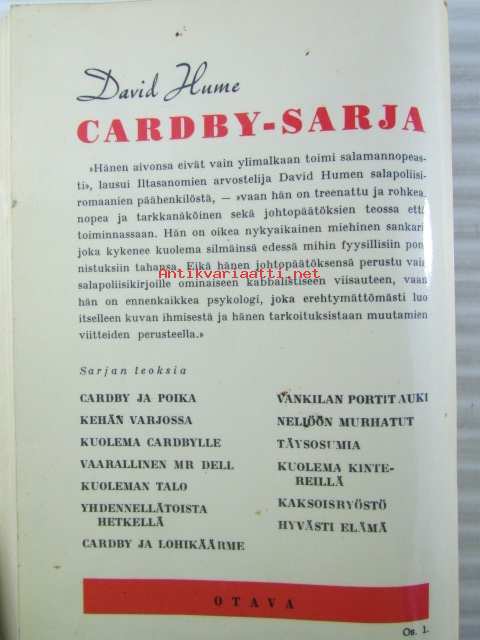 David Hume
CARDBY-SARJA
»Hänen aivonsa eivät vain ylimalkaan toimi salamannopeas-
ti», lausui Iltasanomien arvostelija David Humen salapoliisi-
romaanien päähenkilöstä, — »vaan hän on treenattu ja rohkea,
nopea ja tarkkanäköinen sekä johtopäätöksien teossa että
toiminnassaan. Hän on oikea nykyaikainen miehinen sankari
joka kykenee kuolema silmäinsä edessä mihin fyysillisiin pon-
nistuksiin tahansa. Eikä hänen johtopäätöksensä perustu vain
Antikvariaatti.net
salapoliisikirjoille ominaiseen kabbalistiseen viisauteen, vaan
hän on ennenkaikkea psykologi, joka erehtymättömästi luo
itselleen kuvan ihmisestä ja hänen tarkoituksistaan muutamien
viitteiden perusteella.»
Sarjan teoksia
CARDBY JA POIKA
KEHÄN VARJOSSA
KUOLEMA CARDBYLLE
VAARALLINEN MR DELL
KUOLEMAN TALO
YHDENNELLÄTOISTA
HETKELLÄ
CARDBY JA LOHIKÄÄRME
VANKILAN PORTIT AUKI
NELJÖÖN MURHATUT
TÄYSOSUMIA
KUOLEMA KINTE-
REILLÄ
KAKSOISRYÖSTÖ
HYVÄSTI ELÄMÄ
OTAVA
Os. 1.